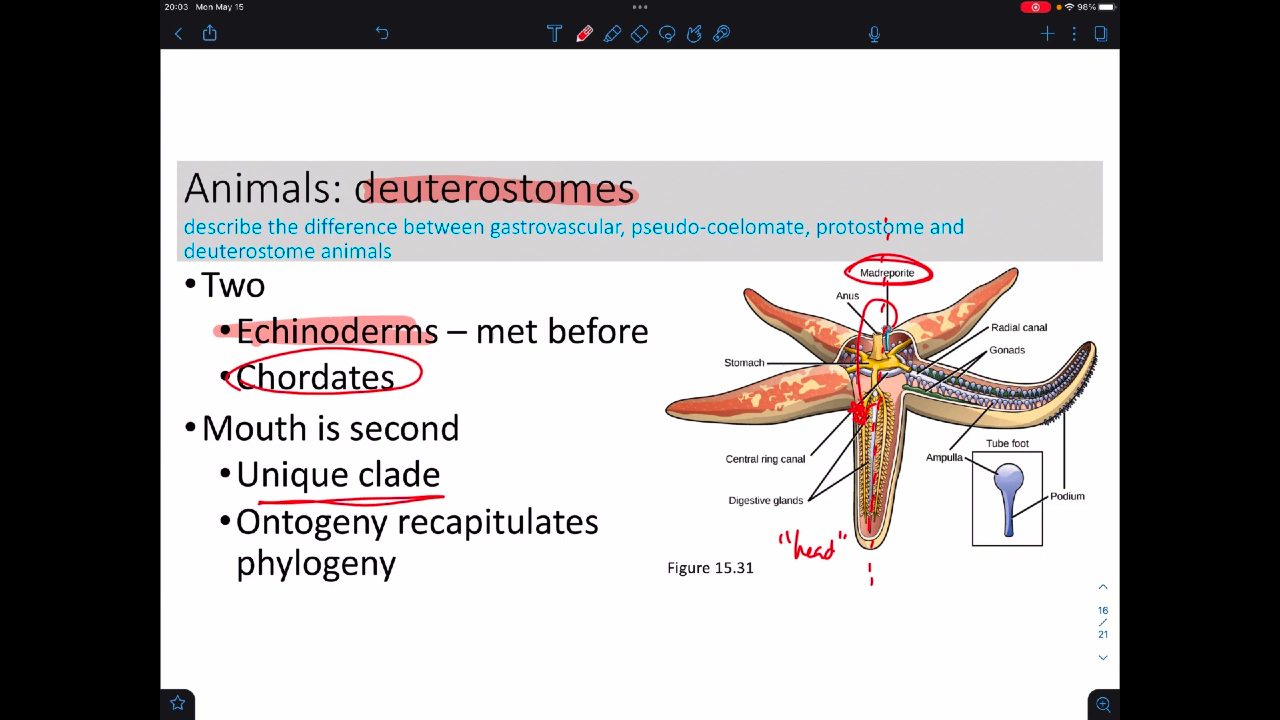 20:03 Mon May 15
98%
Animals: deuterostomes
describe the difference between gastrovascular, pseudo-coelomate, protostome and
deuterostome animals
•Two
•Echinoderms – met before
•Chordates
•Mouth is second
•Unique clade
•Ontogeny recapitulates
phylogeny
Madreporite
Anus
Radial canal
Gonads
Stomach
Central ring canal
Digestive glands
Tube foot
Ampulla
Podium
"head"
Figure 15.31
16
/
21